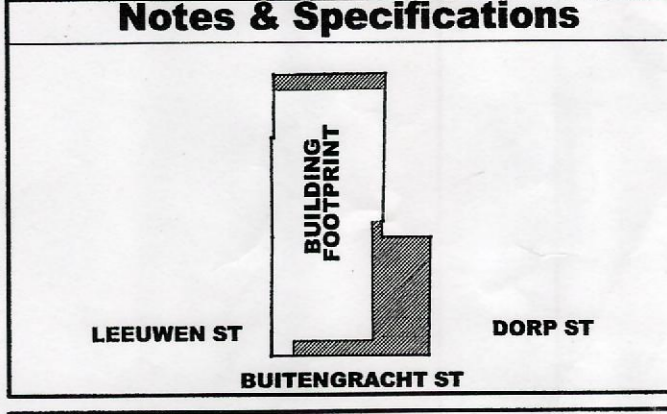 Notes & Specifications
BUILDING
FOOTPRINT
LEEUWEN ST
DORP ST
BUITENGRACHT ST